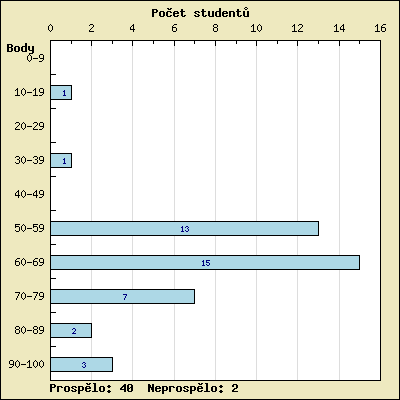 Počet studentů
0 2 4 6 8 10 12 14 16
Body
0-9
10-19 1
20-29
30-39 1
40-49
50-59 13
60-69 15
70-79 7
80-89 2
90-100 3
Prospělo: 40 Neprospělo: 2